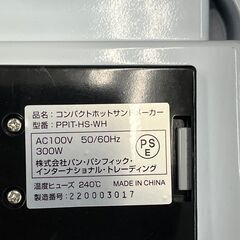 品名：コンパクトホットサンドメーカー
型番：PPIT-HS-WH
AC100V 50/60Hz
300W
PS
E
株式会社パン・パシフィック・
インターナショナル・トレーディング
温度ヒューズ 240℃ MADE IN CHINA
製造番号：220003017